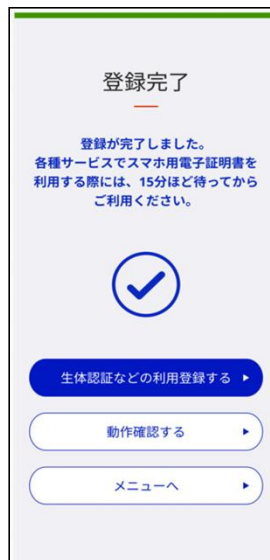 登録完了
登録が完了しました。
各種サービスでスマホ用電子証明書を
利用する際には、15分ほど待ってから
ご利用ください。
生体認証などの利用登録する
動作確認する
メニューへ